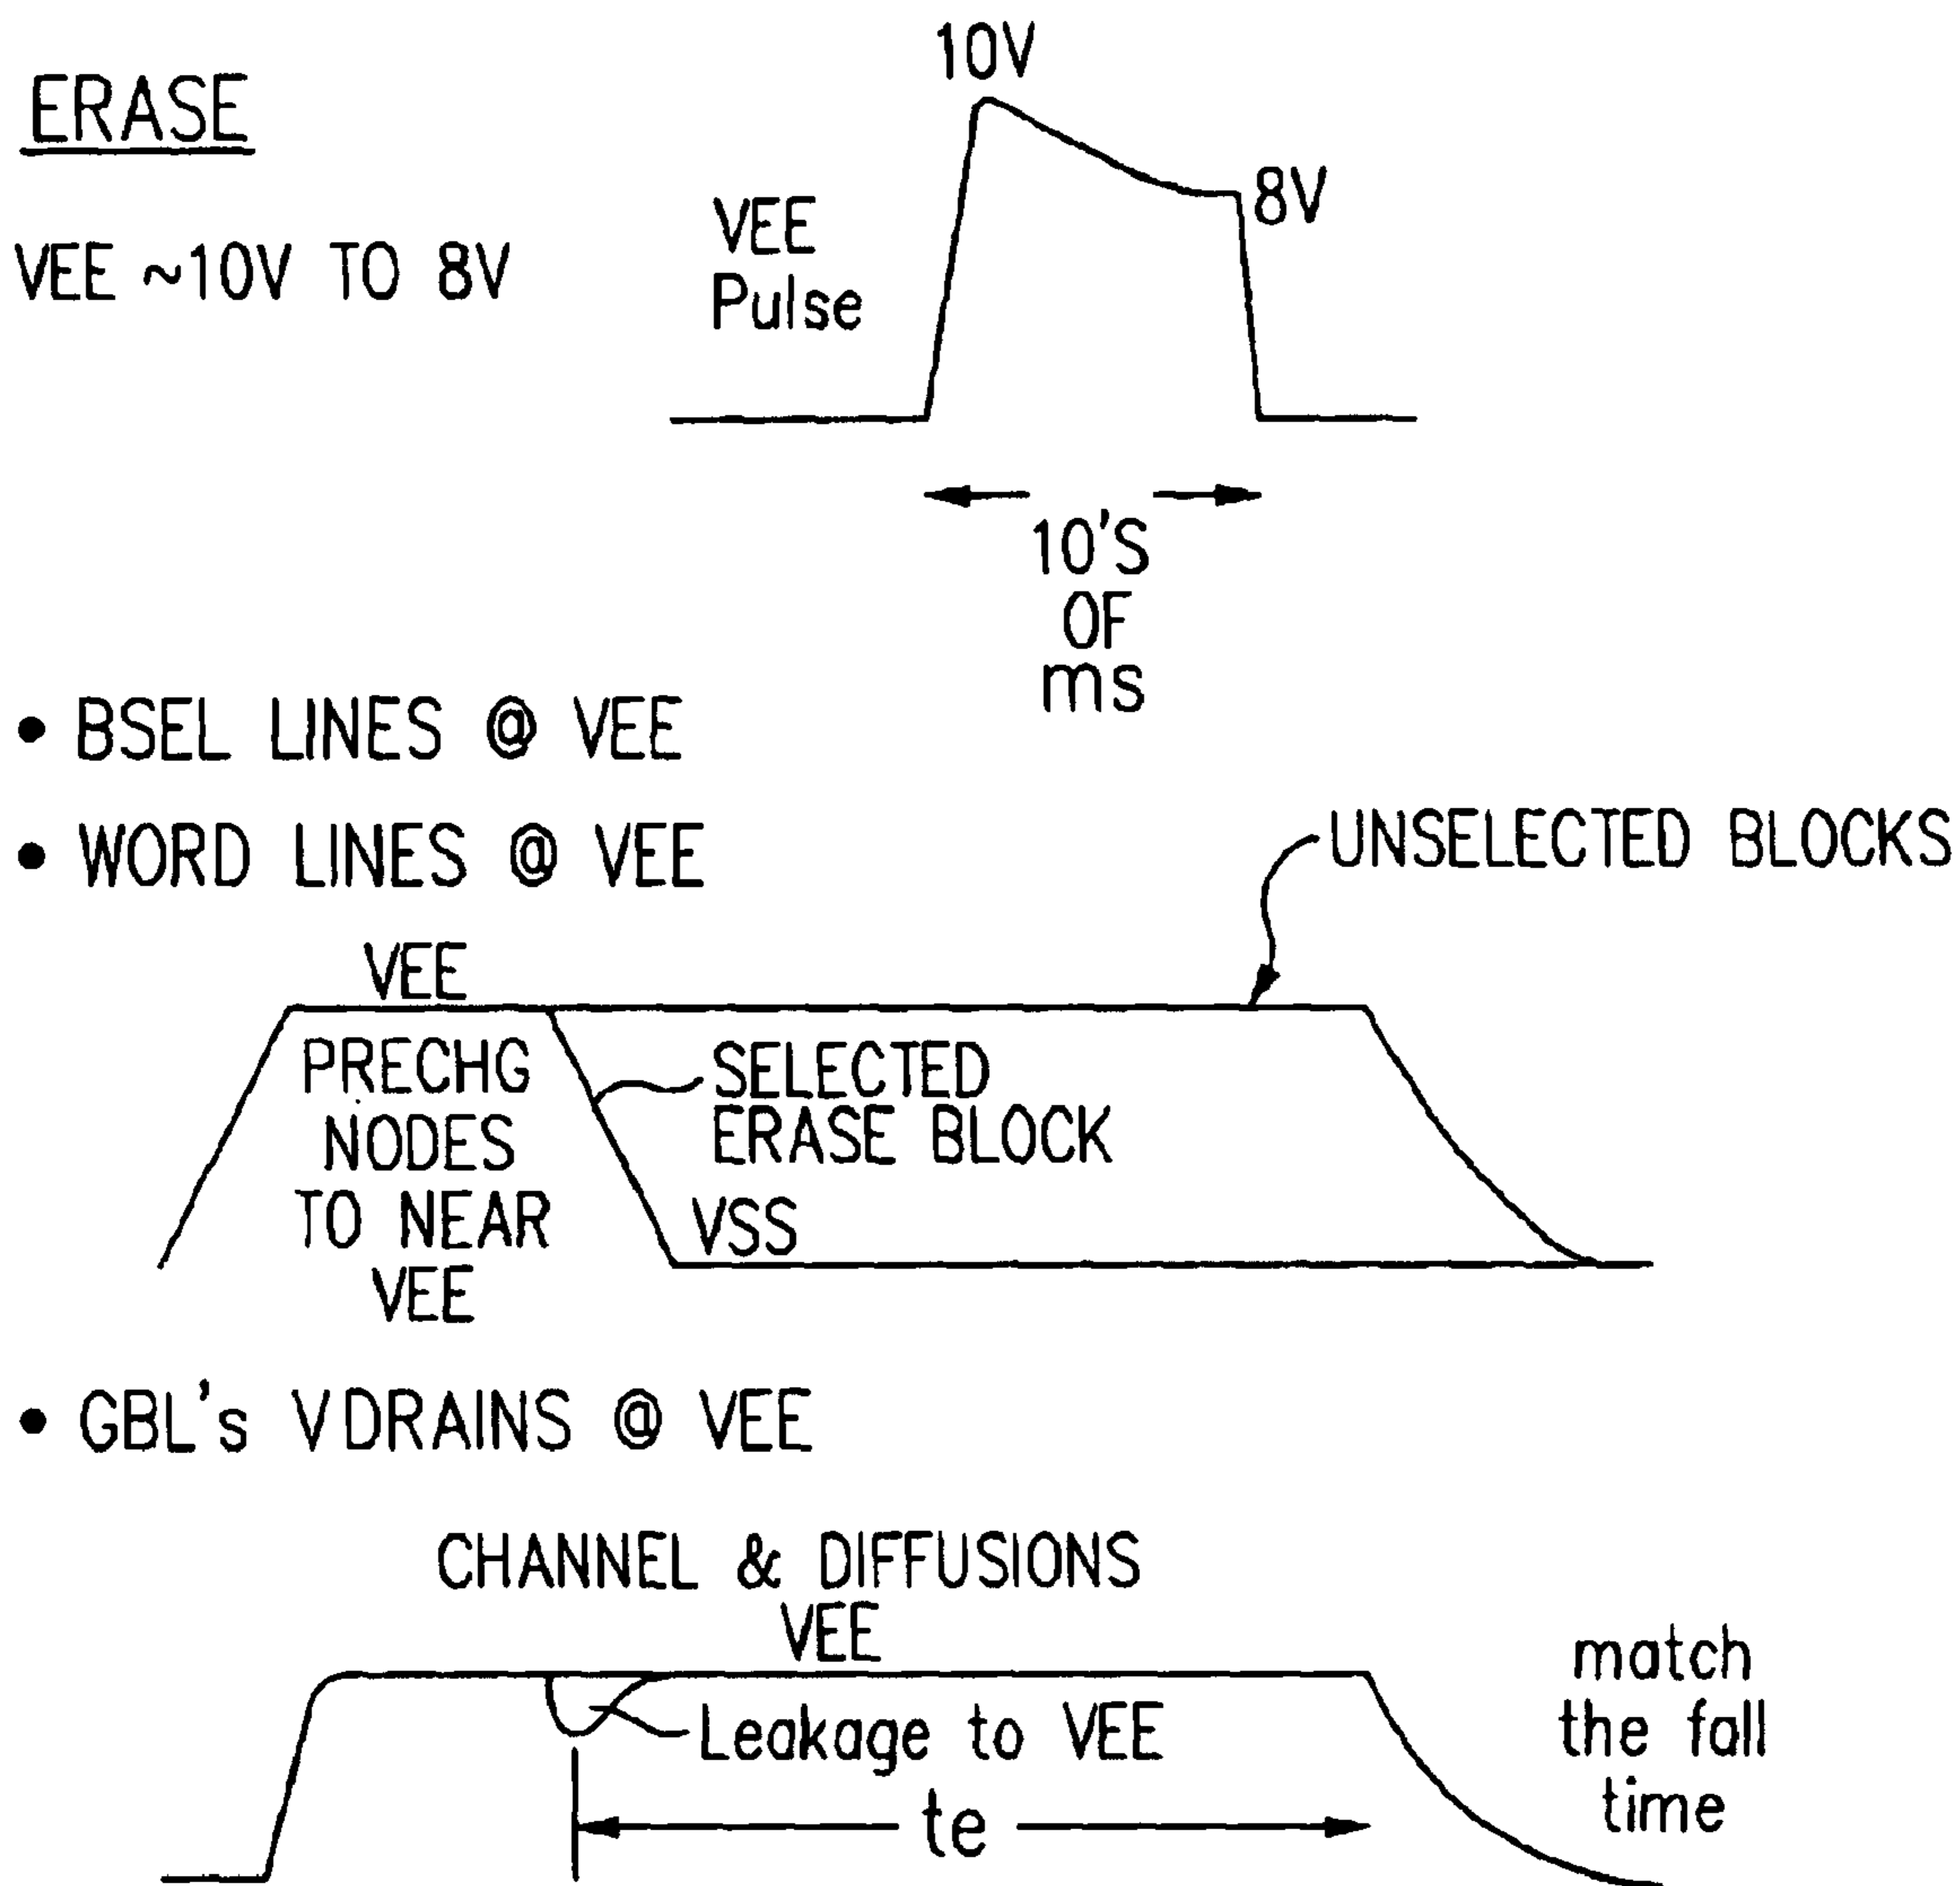 ERASE
VEE ~10V TO 8V
10V
VEE
Pulse
8V
10'S
OF
ms
• BSEL LINES @ VEE
• WORD LINES @ VEE
UNSELECTED BLOCKS
VEE
PRECHG
NODES
TO NEAR
VEE
SELECTED
ERASE BLOCK
VSS
• GBL's VDRAINS @ VEE
CHANNEL & DIFFUSIONS
VEE
Leakage to VEE
te
match
the fall
time